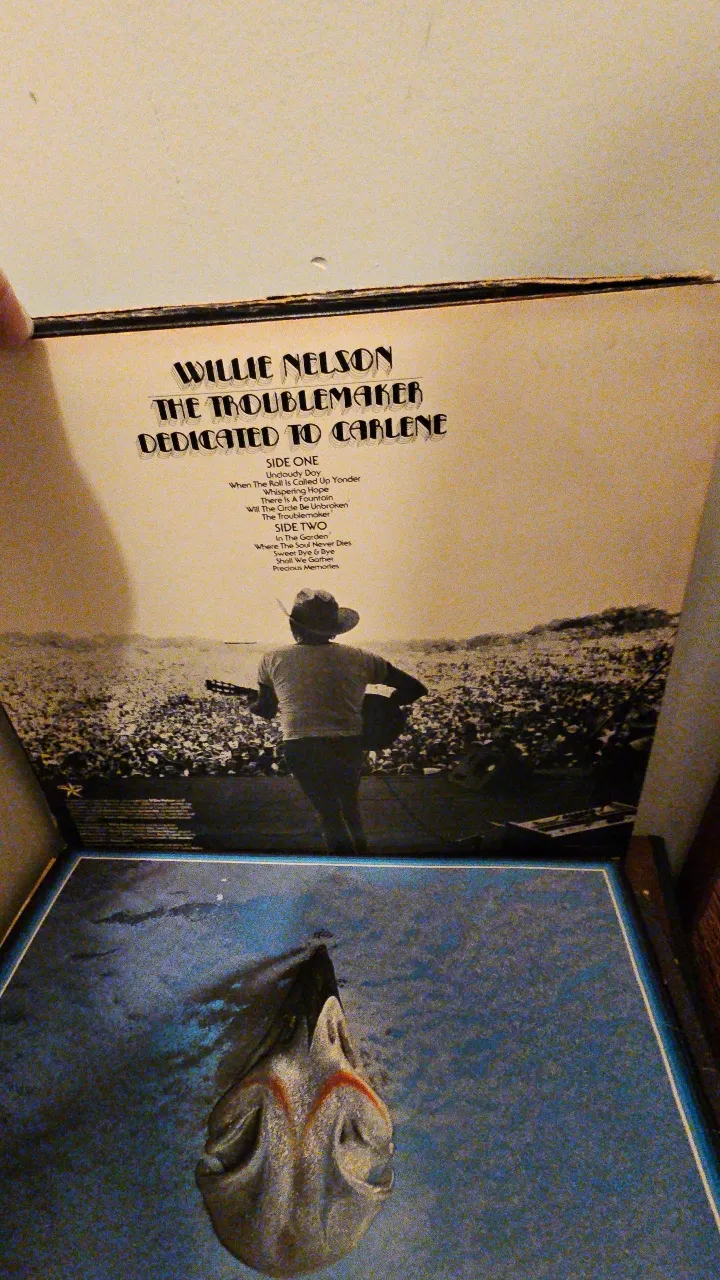 WILLIE NELSON
THE TROUBLEMAKER
DEDICATED TO CARLENE
SIDE ONE
Uncloudy Day
When The Roll Is Called Up Yonder
Whispering Hope
There Is A Fountain
Will The Circle Be Unbroken
The Troublemaker
SIDE TWO
In The Garden
Where The Soul Never Dies
Sweet Bye & Bye
Shall We Gather
Precious Memories